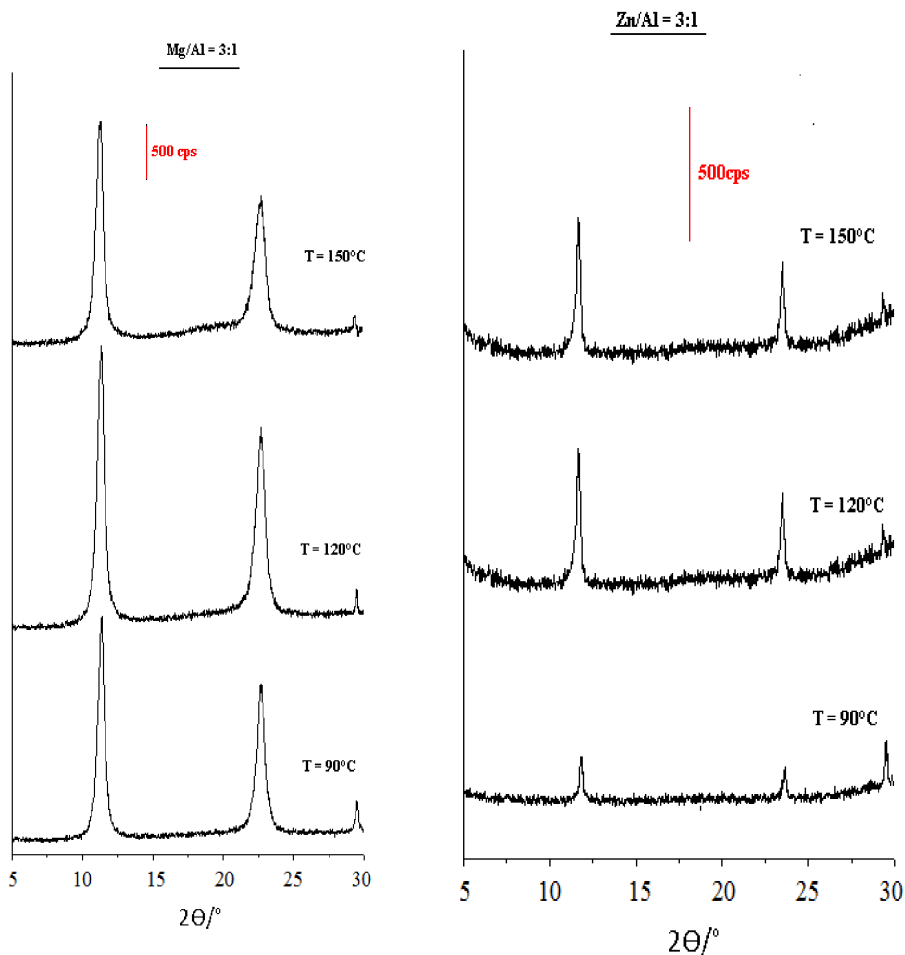 Mg/Al = 3:1
500 cps
T = 150°C
T = 120°C
T = 90°C
5 10 15 20 25 30
2Θ/°
Zn/Al = 3:1
500cps
T = 150°C
T = 120°C
T = 90°C
5 10 15 20 25 30
2Θ/°